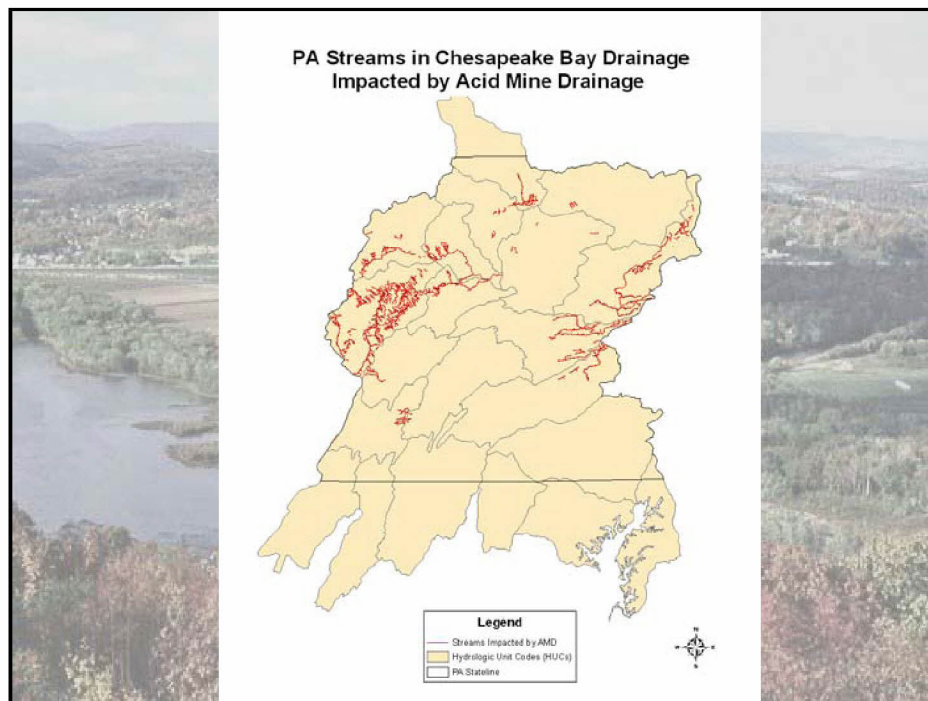 PA Streams in Chesapeake Bay Drainage
Impacted by Acid Mine Drainage
Legend
Streams Impacted by AMD
Hydrologic Unit Codes (HUCs)
PA Stateline
N
W
E
S